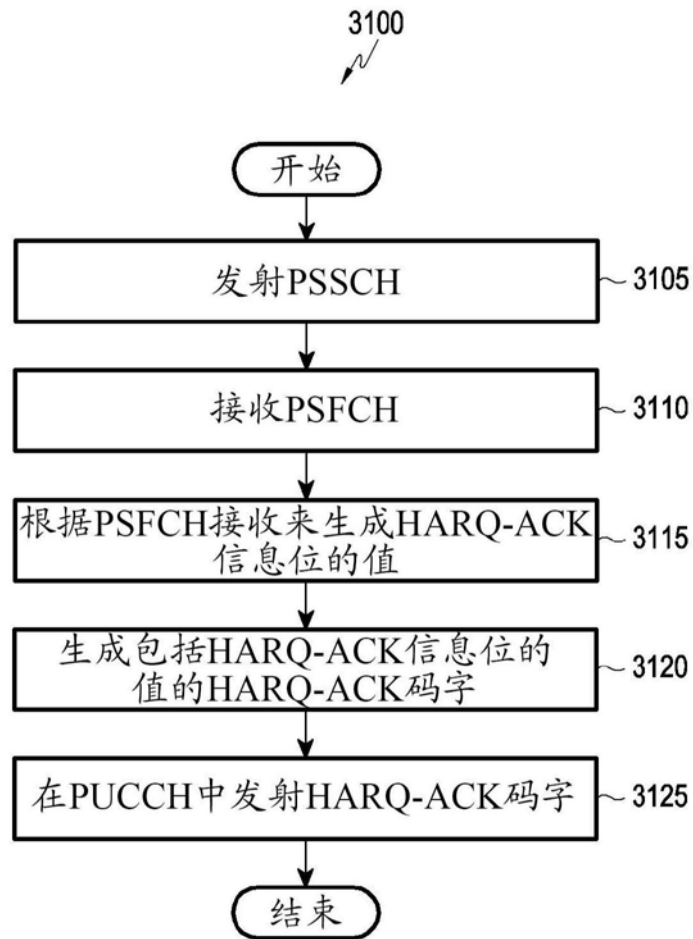 3100
开始
发射PSSCH
3105
接收PSFCH
3110
根据PSFCH接收来生成HARQ-ACK
信息位的值
3115
生成包括HARQ-ACK信息位的
值的HARQ-ACK码字
3120
在PUCCH中发射HARQ-ACK码字
3125
结束